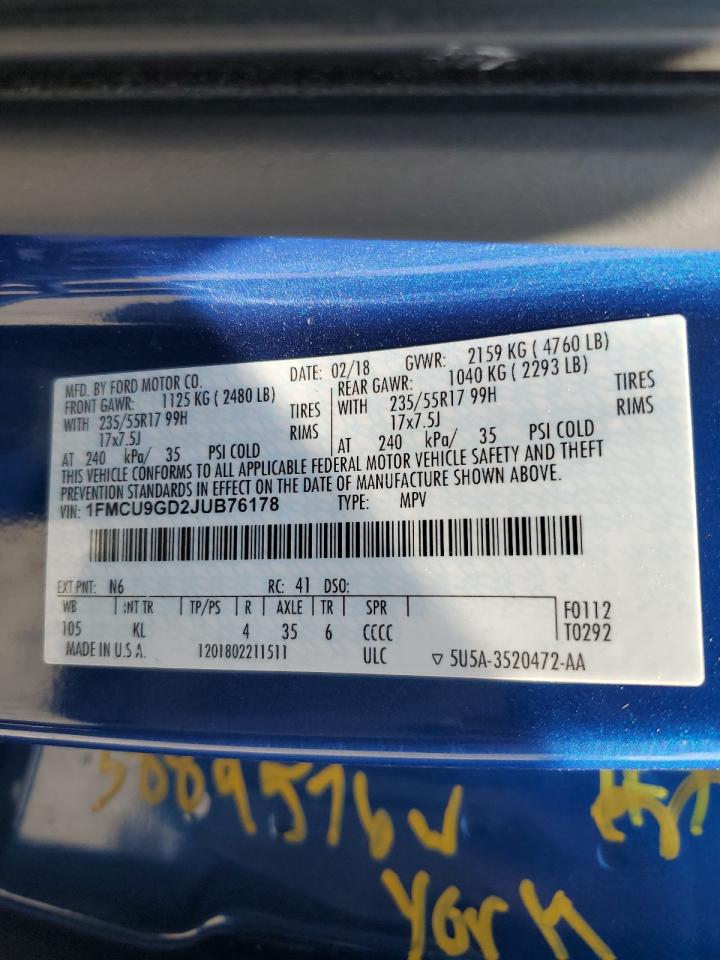 MFD. BY FORD MOTOR CO. DATE: 02/18 GVWR: 2159 KG ( 4760 LB)
FRONT GAWR: 1125 KG ( 2480 LB) REAR GAWR: 1040 KG ( 2293 LB)
WITH 235/55R17 99H TIRES WITH 235/55R17 99H TIRES
17x7.5J RIMS 17x7.5J RIMS
AT 240 kPa/ 35 PSI COLD AT 240 kPa/ 35 PSI COLD
THIS VEHICLE CONFORMS TO ALL APPLICABLE FEDERAL MOTOR VEHICLE SAFETY AND THEFT
PREVENTION STANDARDS IN EFFECT ON THE DATE OF MANUFACTURE SHOWN ABOVE.
VIN: 1FMCU9GD2JUB76178 TYPE: MPV
EXT PNT: N6 RC: 41 DSO:
WB INT TR TP/PS R AXLE TR SPR F0112
105 KL 4 35 6 CCCC T0292
MADE IN U.S.A. 1201802211511 ULC 5U5A-3520472-AA
York